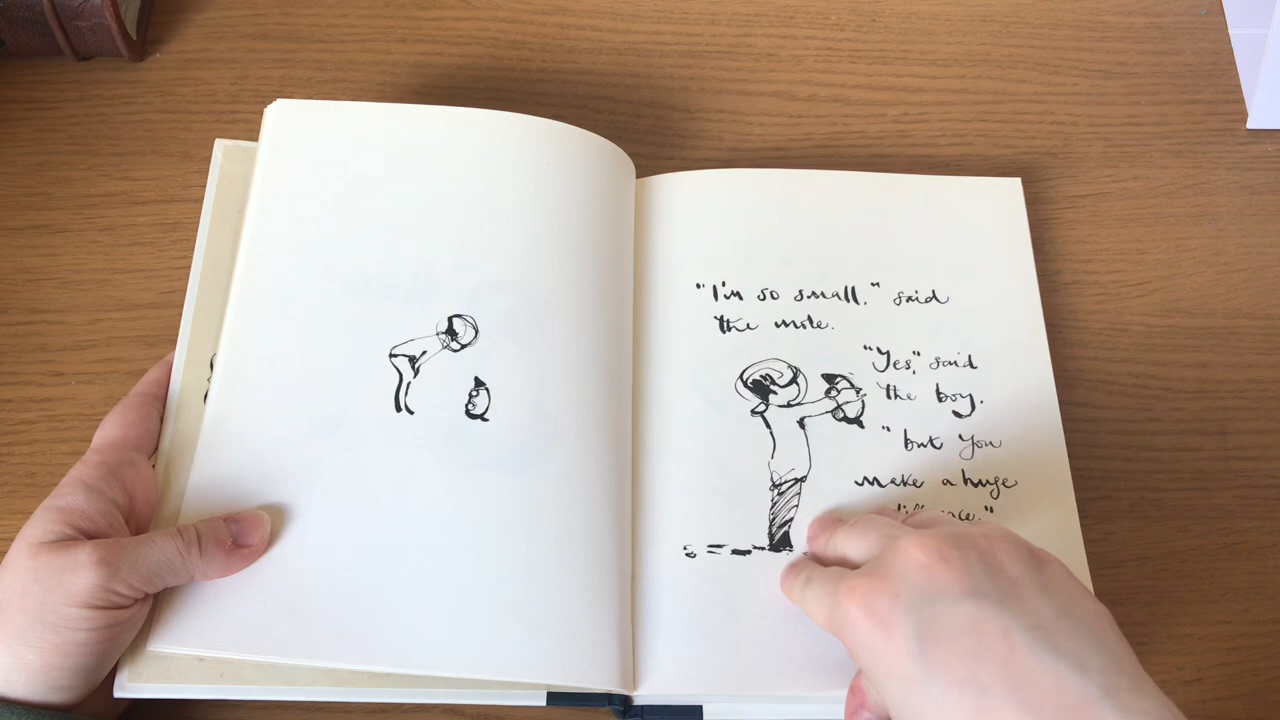 "I'm so small," said
the mole.
"Yes," said
the boy,
"but you
make a huge